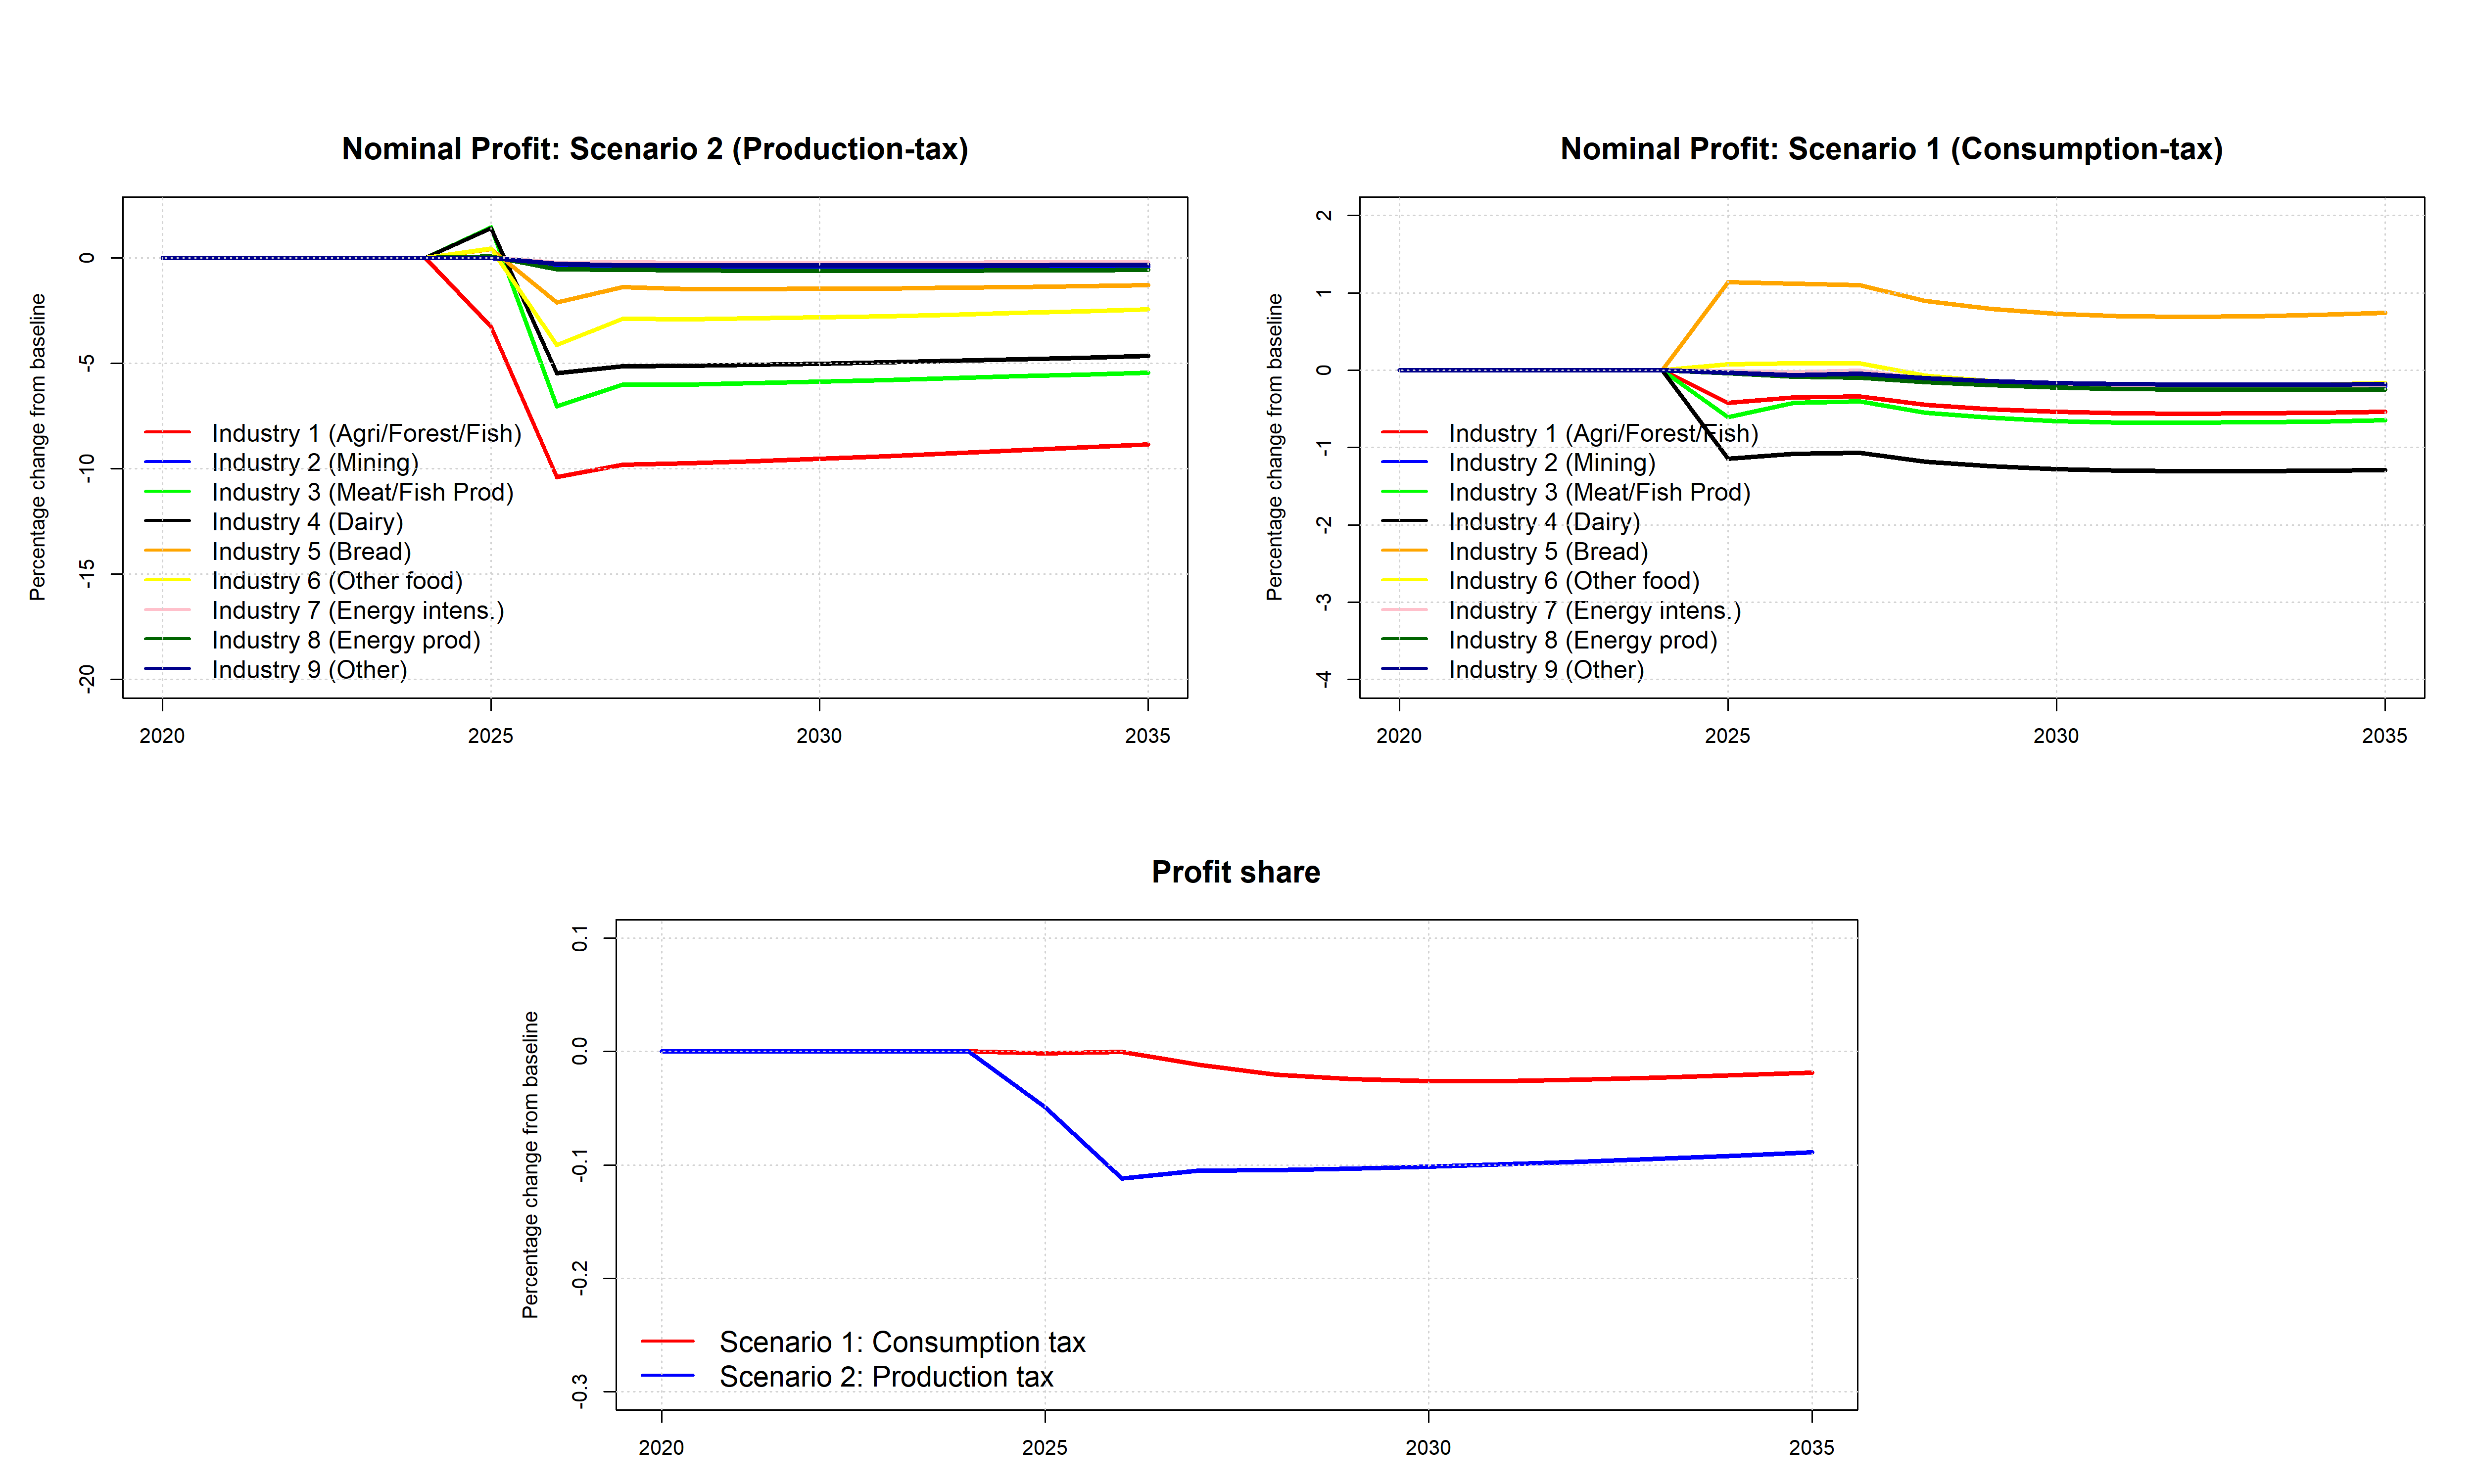 Nominal Profit: Scenario 2 (Production-tax)
Percentage change from baseline
0
-5
-10
-15
-20
Industry 1 (Agri/Forest/Fish)
Industry 2 (Mining)
Industry 3 (Meat/Fish Prod)
Industry 4 (Dairy)
Industry 5 (Bread)
Industry 6 (Other food)
Industry 7 (Energy intens.)
Industry 8 (Energy prod)
Industry 9 (Other)
2020 2025 2030 2035
Nominal Profit: Scenario 1 (Consumption-tax)
Percentage change from baseline
2
1
0
-1
-2
-3
-4
Industry 1 (Agri/Forest/Fish)
Industry 2 (Mining)
Industry 3 (Meat/Fish Prod)
Industry 4 (Dairy)
Industry 5 (Bread)
Industry 6 (Other food)
Industry 7 (Energy intens.)
Industry 8 (Energy prod)
Industry 9 (Other)
2020 2025 2030 2035
Profit share
Percentage change from baseline
0.1
0.0
-0.1
-0.2
-0.3
Scenario 1: Consumption tax
Scenario 2: Production tax
2020 2025 2030 2035